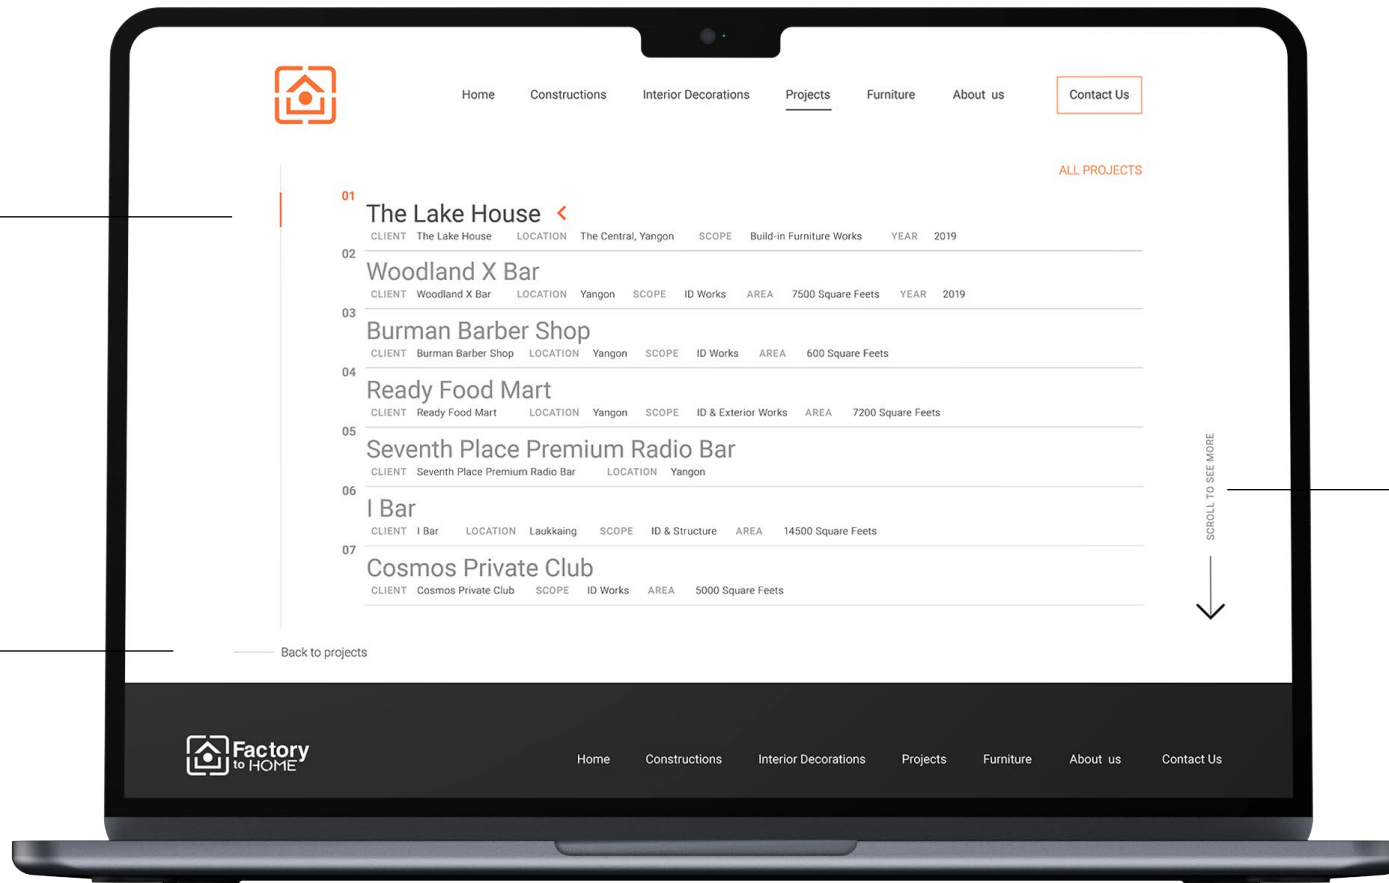 Home Constructions Interior Decorations Projects Furniture About us Contact Us
ALL PROJECTS
01
The Lake House
CLIENT The Lake House LOCATION The Central, Yangon SCOPE Build-in Furniture Works YEAR 2019
02
Woodland X Bar
CLIENT Woodland X Bar LOCATION Yangon SCOPE ID Works AREA 7500 Square Feets YEAR 2019
03
Burman Barber Shop
CLIENT Burman Barber Shop LOCATION Yangon SCOPE ID Works AREA 600 Square Feets
04
Ready Food Mart
CLIENT Ready Food Mart LOCATION Yangon SCOPE ID & Exterior Works AREA 7200 Square Feets
05
Seventh Place Premium Radio Bar
CLIENT Seventh Place Premium Radio Bar LOCATION Yangon
06
I Bar
CLIENT I Bar LOCATION Laukkaing SCOPE ID & Structure AREA 14500 Square Feets
07
Cosmos Private Club
CLIENT Cosmos Private Club SCOPE ID Works AREA 5000 Square Feets
SCROLL TO SEE MORE
Back to projects
Factory
to HOME
Home Constructions Interior Decorations Projects Furniture About us Contact Us